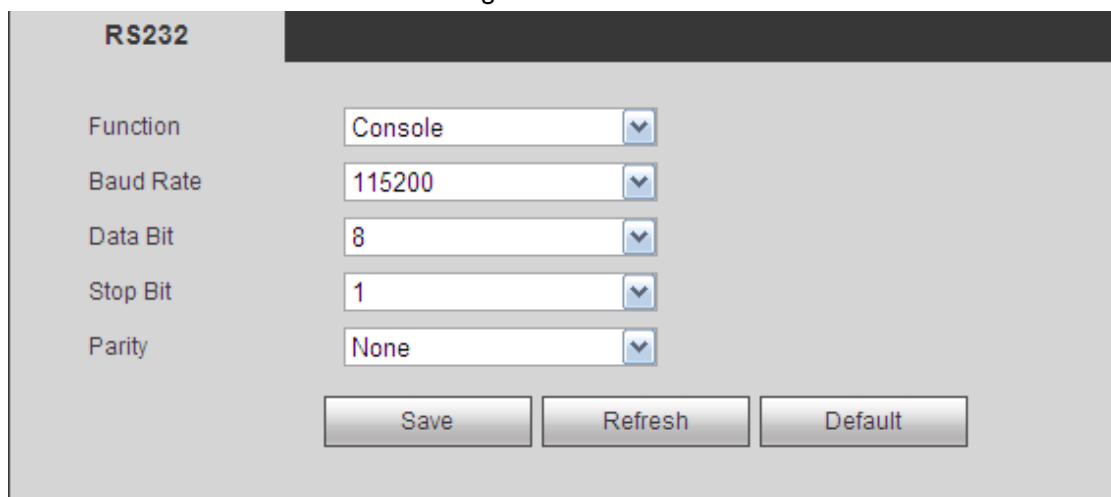 RS232
Function Console
Baud Rate 115200
Data Bit 8
Stop Bit 1
Parity None
Save Refresh Default